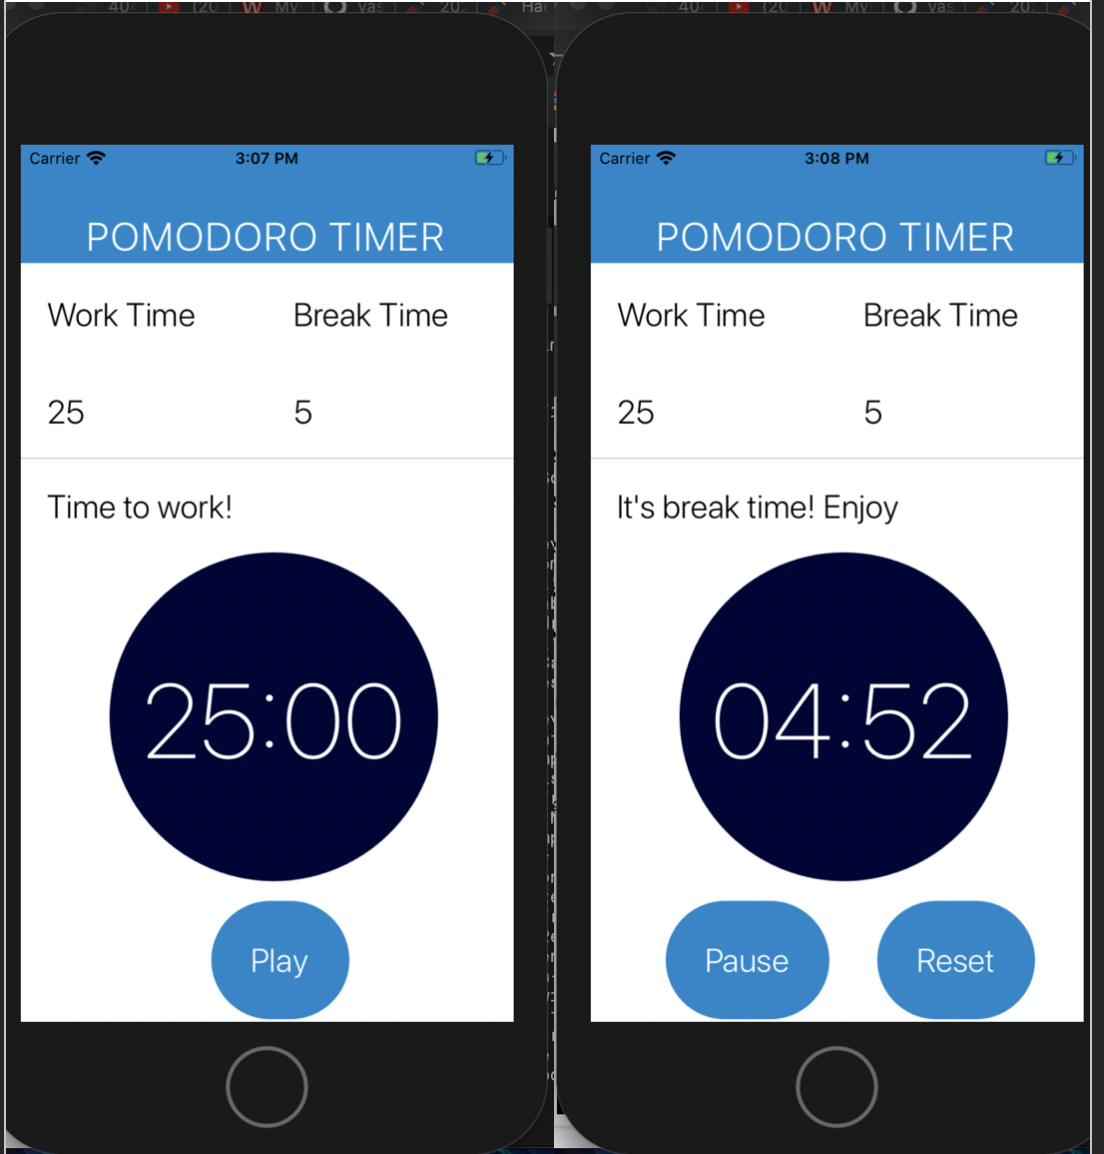 Carrier 3:07 PM
POMODORO TIMER
Work Time Break Time
25 5
Time to work!
25:00
Play
Carrier 3:08 PM
POMODORO TIMER
Work Time Break Time
25 5
It's break time! Enjoy
04:52
Pause Reset